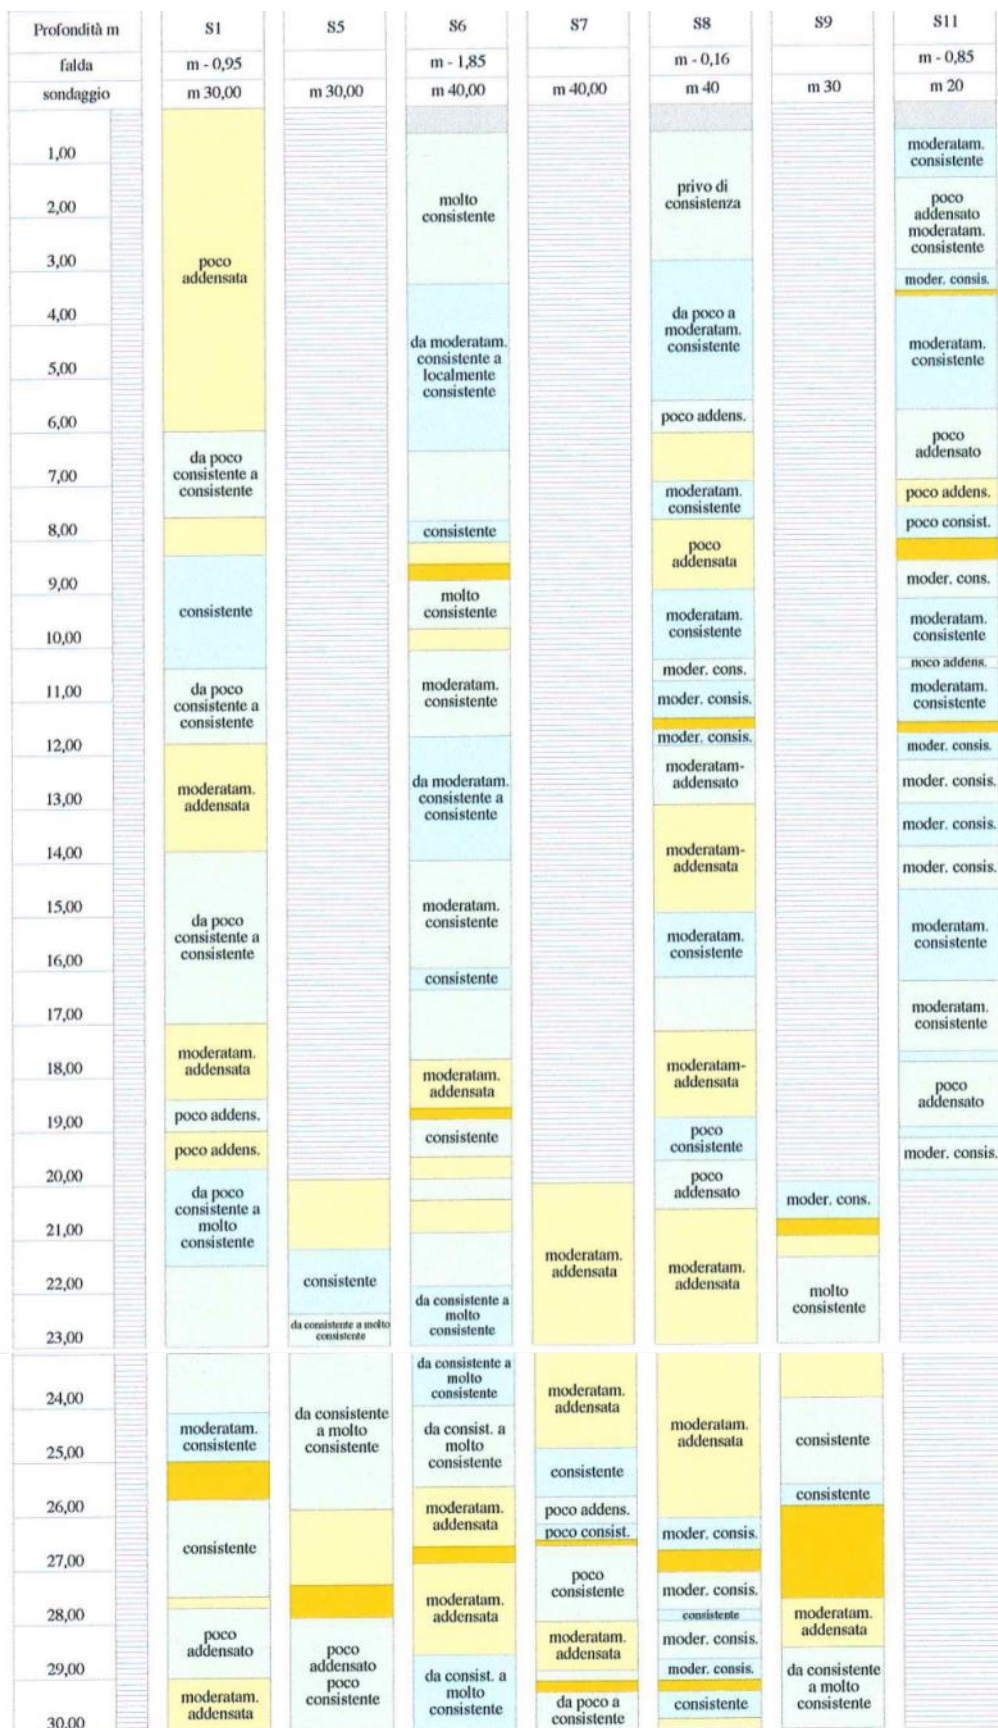 Profondità m
S1
S5
S6
S7
S8
S9
S11
falda
m - 0,95
m - 1,85
m - 0,16
m - 0,85
sondaggio
m 30,00
m 30,00
m 40,00
m 40,00
m 40
m 30
m 20
1,00
2,00
3,00
4,00
5,00
6,00
7,00
8,00
9,00
10,00
11,00
12,00
13,00
14,00
15,00
16,00
17,00
18,00
19,00
20,00
21,00
22,00
23,00
24,00
25,00
26,00
27,00
28,00
29,00
30,00
poco
addensata
da poco
consistente a
consistente
consistente
da poco
consistente a
consistente
moderatam.
addensata
da poco
consistente a
consistente
moderatam.
addensata
poco addens.
poco addens.
da poco
consistente a
molto
consistente
moderatam.
consistente
consistente
poco
addensato
moderatam.
addensata
consistente
da consistente a molto
consistente
da consistente
a molto
consistente
poco
addensato
poco
consistente
molto
consistente
da moderatam.
consistente a
localmente
consistente
consistente
molto
consistente
moderatam.
consistente
da moderatam.
consistente a
consistente
moderatam.
consistente
consistente
moderatam.
addensata
consistente
da consistente a
molto
consistente
da consistente a
molto
consistente
da consist. a
molto
consistente
moderatam.
addensata
moderatam.
addensata
da consist. a
molto
consistente
moderatam.
addensata
moderatam.
addensata
consistente
poco addens.
poco consist.
poco
consistente
moderatam.
addensata
da poco a
consistente
privo di
consistenza
da poco a
moderatam.
consistente
poco addens.
moderatam.
consistente
poco
addensata
moderatam.
consistente
moder. cons.
moder. consis.
moder. consis.
moderatam-
addensato
moderatam-
addensata
moderatam.
consistente
moderatam-
addensata
poco
consistente
poco
addensato
moderatam.
addensata
moderatam.
addensata
moder. consis.
moder. consis.
consistente
moder. consis.
moder. consis.
consistente
moder. cons.
molto
consistente
consistente
consistente
moderatam.
addensata
da consistente
a molto
consistente
moderatam.
consistente
poco
addensato
moderatam.
consistente
moder. consis.
moderatam.
consistente
poco
addensato
poco addens.
poco consist.
moder. cons.
moderatam.
consistente
poco addens.
moderatam.
consistente
moder. consis.
moder. consis.
moder. consis.
moder. consis.
moderatam.
consistente
moderatam.
consistente
poco
addensato
moder. consis.